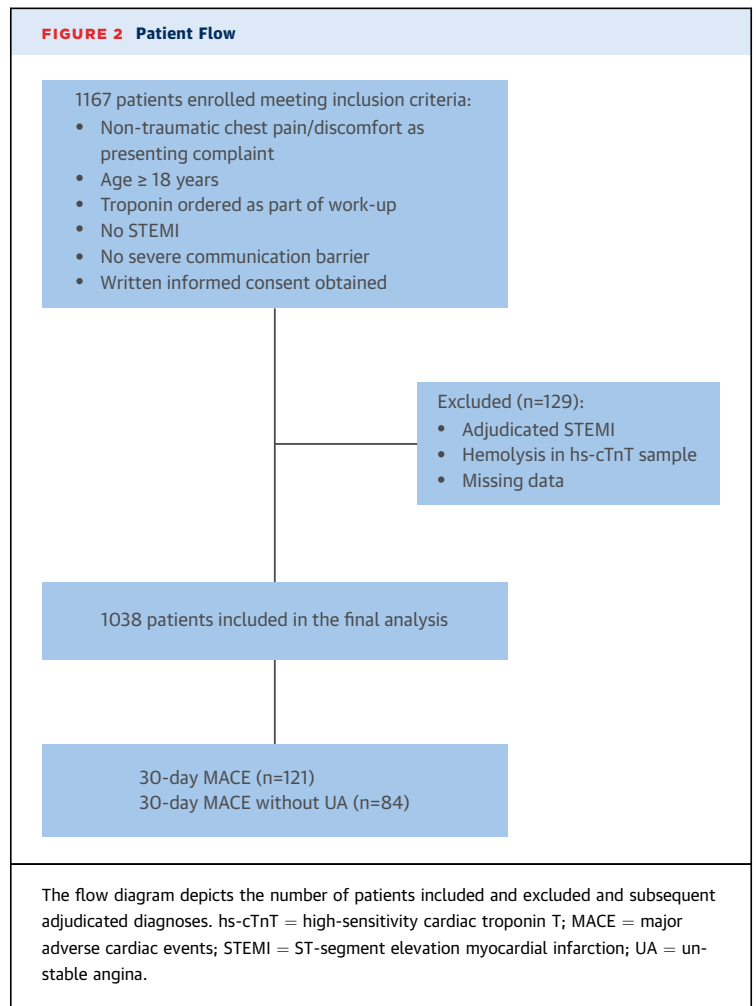 FIGURE 2 Patient Flow
1167 patients enrolled meeting inclusion criteria:
• Non-traumatic chest pain/discomfort as
presenting complaint
• Age ≥ 18 years
• Troponin ordered as part of work-up
• No STEMI
• No severe communication barrier
• Written informed consent obtained
Excluded (n=129):
• Adjudicated STEMI
• Hemolysis in hs-cTnT sample
• Missing data
1038 patients included in the final analysis
30-day MACE (n=121)
30-day MACE without UA (n=84)
The flow diagram depicts the number of patients included and excluded and subsequent
adjudicated diagnoses. hs-cTnT = high-sensitivity cardiac troponin T; MACE = major
adverse cardiac events; STEMI = ST-segment elevation myocardial infarction; UA = un-
stable angina.